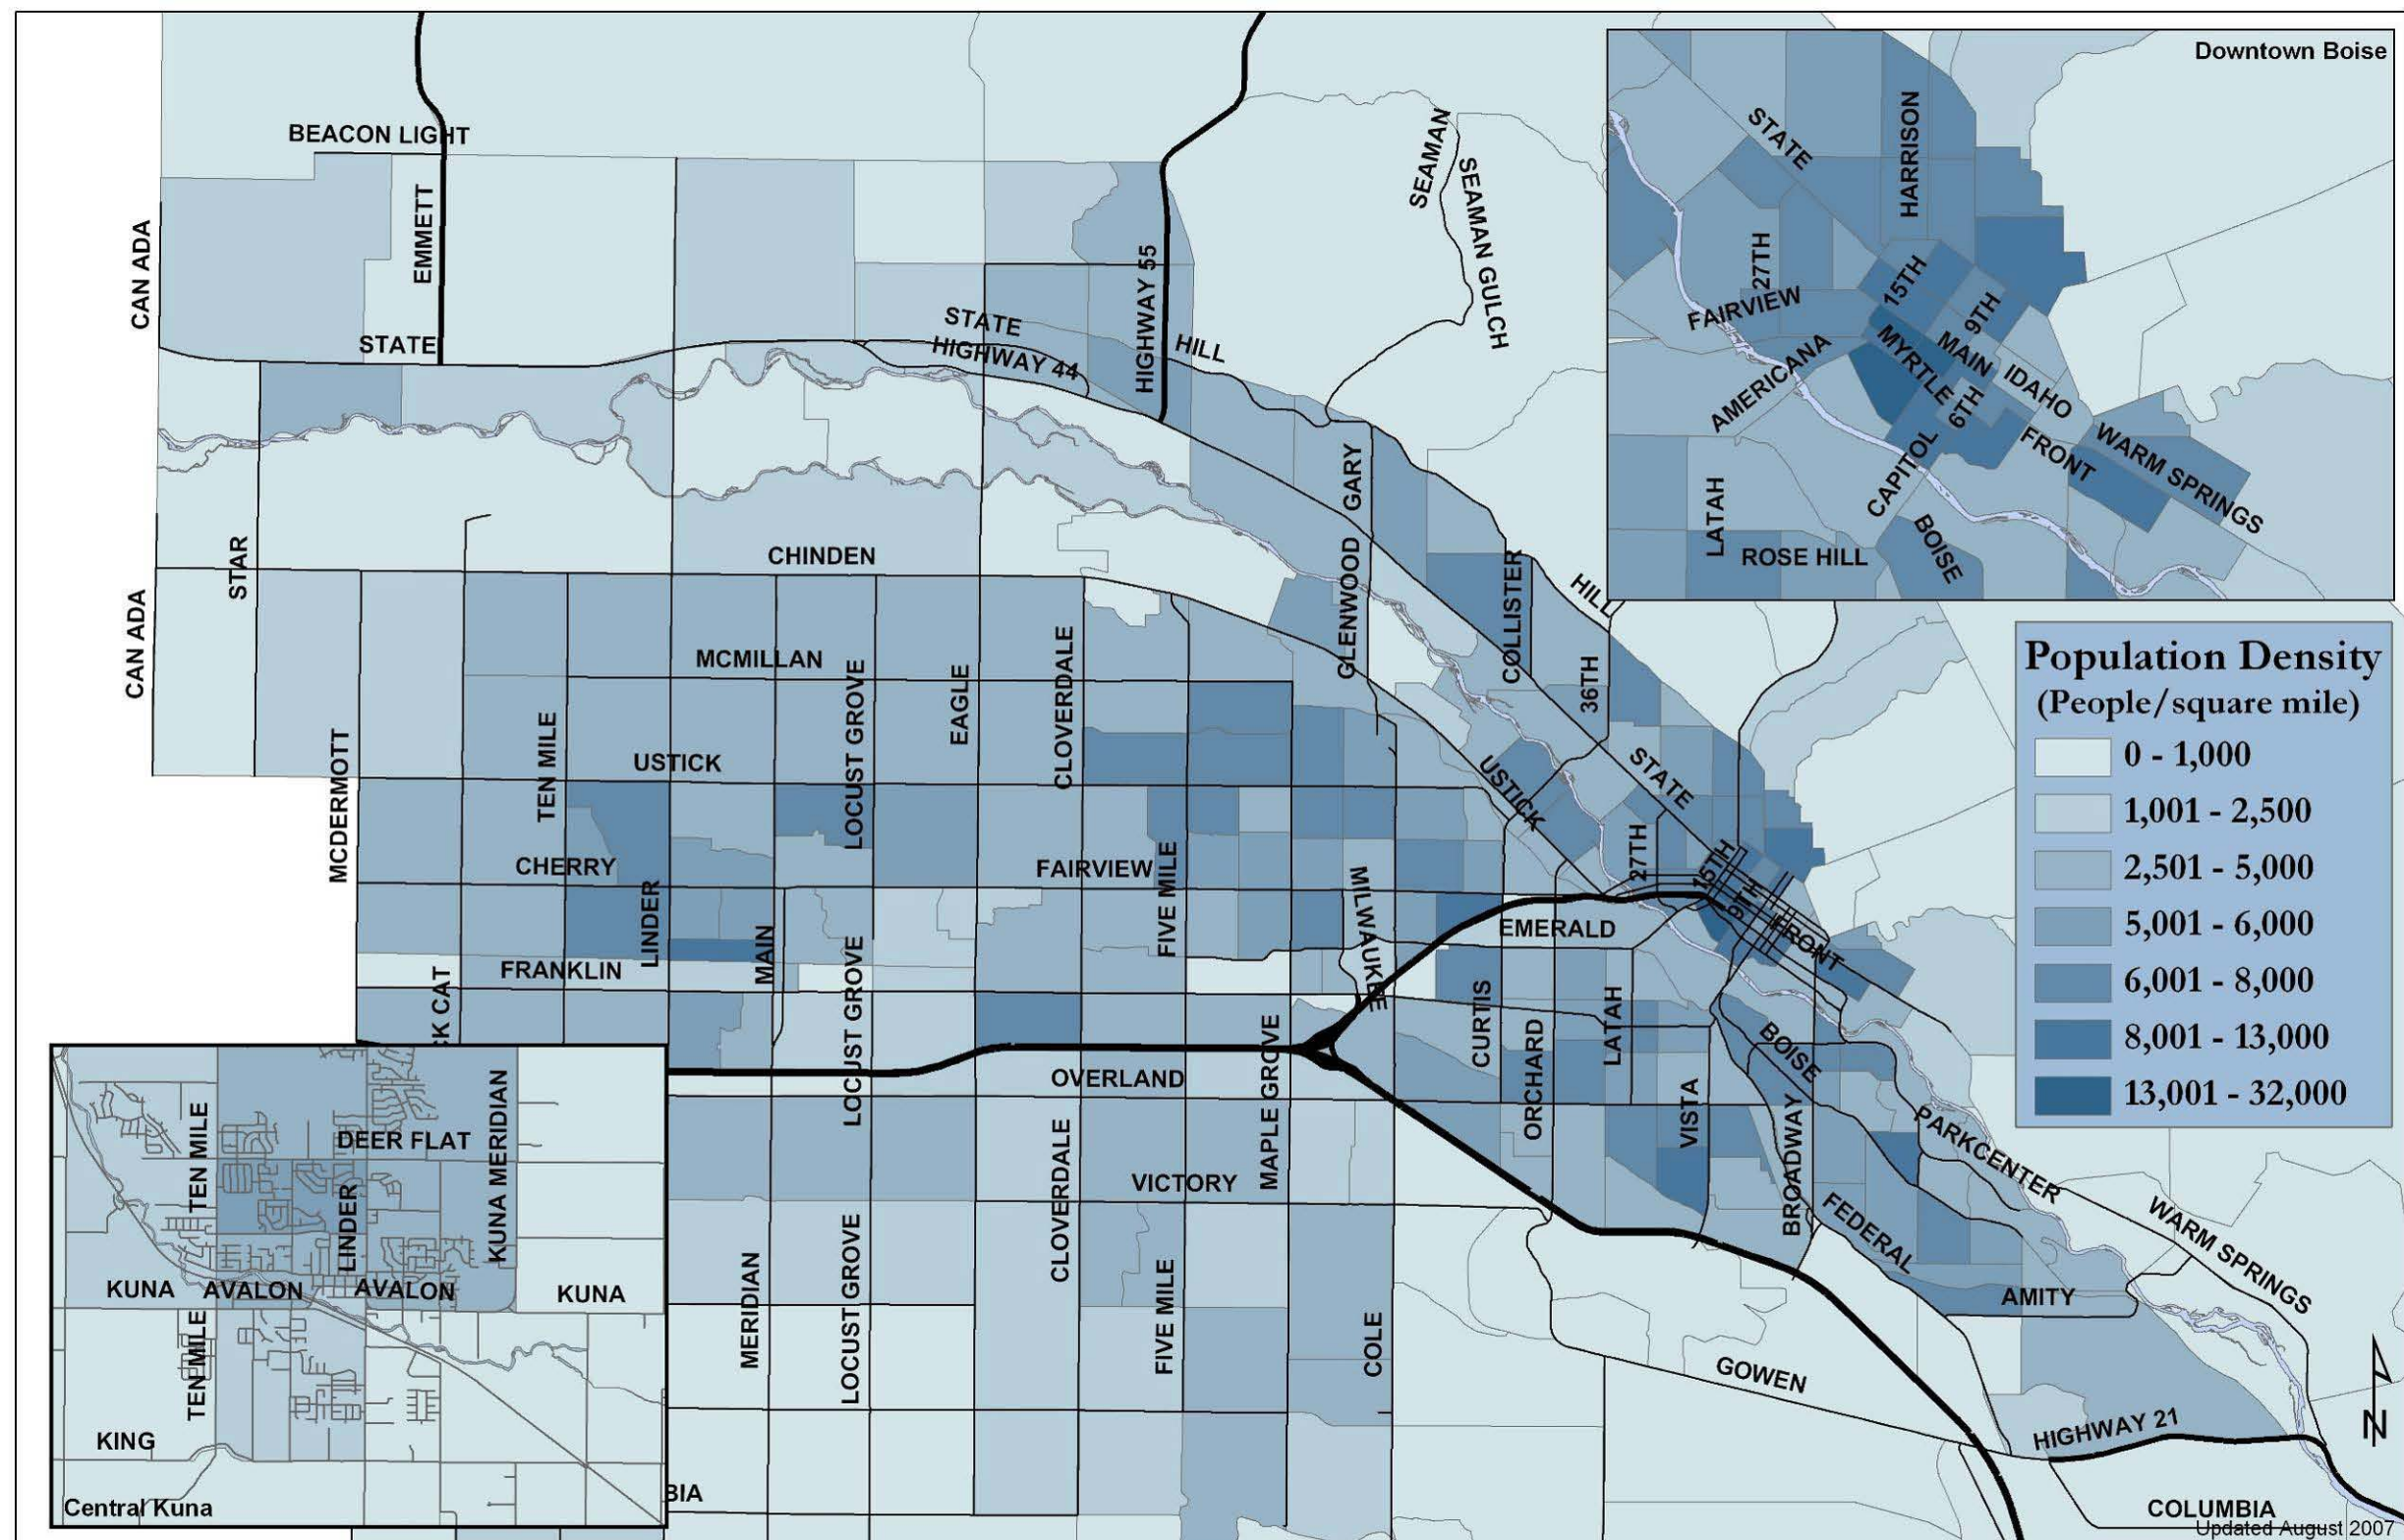 Downtown Boise
STATE
HARRISON
27TH
15TH
9TH
FAIRVIEW
MYRTLE
MAIN
IDAHO
AMERICANA
6TH
CAPITOL
FRONT
WARM SPRINGS
LATAH
ROSE HILL
BOISE
BEACON LIGHT
EMMETT
CAN ADA
STATE
STATE
HIGHWAY 44
HIGHWAY 55
HILL
SEAMAN
SEAMAN GULCH
STAR
CAN ADA
CHINDEN
GARY
GLENWOOD
COLLISTER
HILL
36TH
MCMILLAN
LOCUST GROVE
EAGLE
CLOVERDALE
MCDERMOTT
TEN MILE
USTICK
USTICK
STATE
27TH
15TH
9TH
FRONT
CHERRY
LINDER
FAIRVIEW
FIVE MILE
MILWAUKEE
EMERALD
FRANKLIN
MAIN
LOCUST GROVE
CK CAT
CURTIS
ORCHARD
LATAH
VISTA
BOISE
BROADWAY
OVERLAND
MAPLE GROVE
CLOVERDALE
VICTORY
PARKCENTER
FEDERAL
WARM SPRINGS
AMITY
MERIDIAN
LOCUST GROVE
FIVE MILE
COLE
GOWEN
HIGHWAY 21
COLUMBIA
BIA
Population Density
(People/square mile)
0 - 1,000
1,001 - 2,500
2,501 - 5,000
5,001 - 6,000
6,001 - 8,000
8,001 - 13,000
13,001 - 32,000
TEN MILE
DEER FLAT
KUNA MERIDIAN
LINDER
KUNA
AVALON
AVALON
KUNA
TEN MILE
KING
Central Kuna
N
Updated August 2007